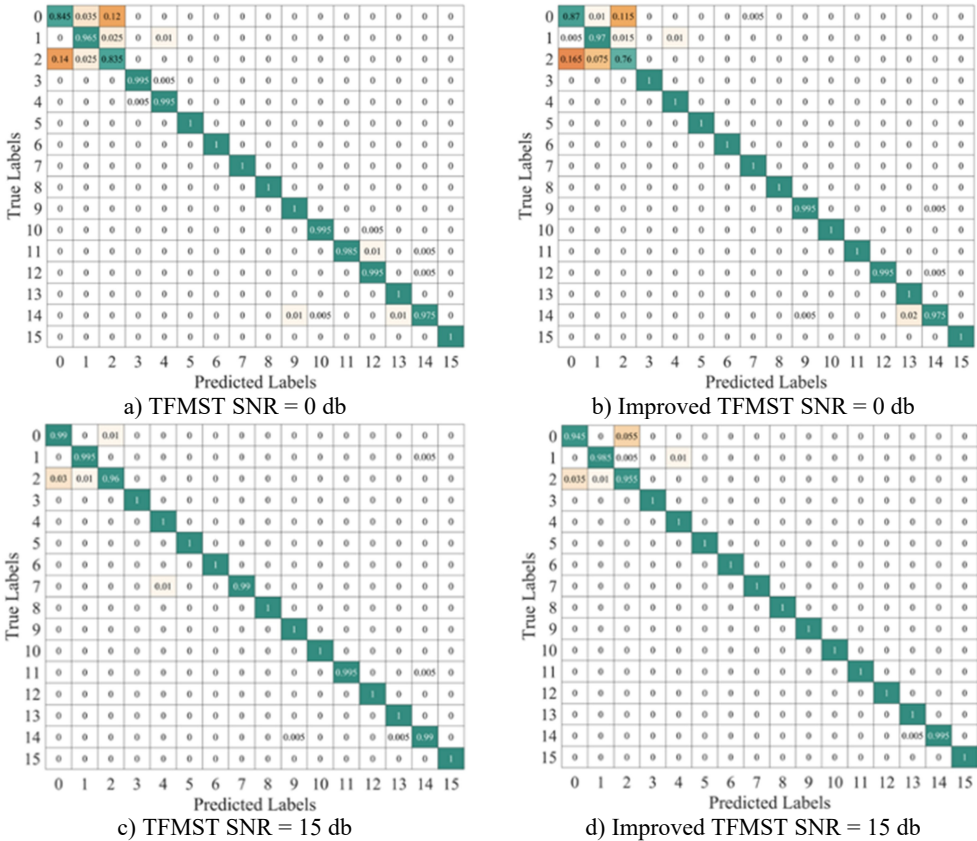 True Labels
0 0.845 0.035 0.12 0 0 0 0 0 0 0 0 0 0 0 0 0
1 0 0.965 0.025 0 0.01 0 0 0 0 0 0 0 0 0 0 0
2 0.14 0.025 0.835 0 0 0 0 0 0 0 0 0 0 0 0 0
3 0 0 0 0.995 0.005 0 0 0 0 0 0 0 0 0 0 0
4 0 0 0 0.005 0.995 0 0 0 0 0 0 0 0 0 0 0
5 0 0 0 0 0 1 0 0 0 0 0 0 0 0 0 0
6 0 0 0 0 0 0 1 0 0 0 0 0 0 0 0 0
7 0 0 0 0 0 0 0 1 0 0 0 0 0 0 0 0
8 0 0 0 0 0 0 0 0 1 0 0 0 0 0 0 0
9 0 0 0 0 0 0 0 0 0 1 0 0 0 0 0 0
10 0 0 0 0 0 0 0 0 0 0 0.995 0 0.005 0 0 0
11 0 0 0 0 0 0 0 0 0 0 0 0.985 0.01 0 0.005 0
12 0 0 0 0 0 0 0 0 0 0 0 0 0.995 0 0.005 0
13 0 0 0 0 0 0 0 0 0 0 0 0 0 1 0 0
14 0 0 0 0 0 0 0 0 0 0.01 0.005 0 0 0.01 0.975 0
15 0 0 0 0 0 0 0 0 0 0 0 0 0 0 0 1
0 1 2 3 4 5 6 7 8 9 10 11 12 13 14 15
Predicted Labels
a) TFMST SNR = 0 db
True Labels
0 0.87 0.01 0.115 0 0 0 0 0.005 0 0 0 0 0 0 0 0
1 0.005 0.97 0.015 0 0.01 0 0 0 0 0 0 0 0 0 0 0
2 0.165 0.075 0.76 0 0 0 0 0 0 0 0 0 0 0 0 0
3 0 0 0 1 0 0 0 0 0 0 0 0 0 0 0 0
4 0 0 0 0 1 0 0 0 0 0 0 0 0 0 0 0
5 0 0 0 0 0 1 0 0 0 0 0 0 0 0 0 0
6 0 0 0 0 0 0 1 0 0 0 0 0 0 0 0 0
7 0 0 0 0 0 0 0 1 0 0 0 0 0 0 0 0
8 0 0 0 0 0 0 0 0 1 0 0 0 0 0 0 0
9 0 0 0 0 0 0 0 0 0 0.995 0 0 0 0 0.005 0
10 0 0 0 0 0 0 0 0 0 0 1 0 0 0 0 0
11 0 0 0 0 0 0 0 0 0 0 0 1 0 0 0 0
12 0 0 0 0 0 0 0 0 0 0 0 0 0.995 0 0.005 0
13 0 0 0 0 0 0 0 0 0 0 0 0 0 1 0 0
14 0 0 0 0 0 0 0 0 0 0.005 0 0 0 0.02 0.975 0
15 0 0 0 0 0 0 0 0 0 0 0 0 0 0 0 1
0 1 2 3 4 5 6 7 8 9 10 11 12 13 14 15
Predicted Labels
b) Improved TFMST SNR = 0 db
True Labels
0 0.99 0 0.01 0 0 0 0 0 0 0 0 0 0 0 0 0
1 0 0.995 0 0 0 0 0 0 0 0 0 0 0 0 0.005 0
2 0.03 0.01 0.96 0 0 0 0 0 0 0 0 0 0 0 0 0
3 0 0 0 1 0 0 0 0 0 0 0 0 0 0 0 0
4 0 0 0 0 1 0 0 0 0 0 0 0 0 0 0 0
5 0 0 0 0 0 1 0 0 0 0 0 0 0 0 0 0
6 0 0 0 0 0 0 1 0 0 0 0 0 0 0 0 0
7 0 0 0 0 0.01 0 0 0.99 0 0 0 0 0 0 0 0
8 0 0 0 0 0 0 0 0 1 0 0 0 0 0 0 0
9 0 0 0 0 0 0 0 0 0 1 0 0 0 0 0 0
10 0 0 0 0 0 0 0 0 0 0 1 0 0 0 0 0
11 0 0 0 0 0 0 0 0 0 0 0 0.995 0 0 0.005 0
12 0 0 0 0 0 0 0 0 0 0 0 0 1 0 0 0
13 0 0 0 0 0 0 0 0 0 0 0 0 0 1 0 0
14 0 0 0 0 0 0 0 0 0 0.005 0 0 0 0.005 0.99 0
15 0 0 0 0 0 0 0 0 0 0 0 0 0 0 0 1
0 1 2 3 4 5 6 7 8 9 10 11 12 13 14 15
Predicted Labels
c) TFMST SNR = 15 db
True Labels
0 0.945 0 0.055 0 0 0 0 0 0 0 0 0 0 0 0 0
1 0 0.985 0.005 0 0.01 0 0 0 0 0 0 0 0 0 0 0
2 0.035 0.01 0.955 0 0 0 0 0 0 0 0 0 0 0 0 0
3 0 0 0 1 0 0 0 0 0 0 0 0 0 0 0 0
4 0 0 0 0 1 0 0 0 0 0 0 0 0 0 0 0
5 0 0 0 0 0 1 0 0 0 0 0 0 0 0 0 0
6 0 0 0 0 0 0 1 0 0 0 0 0 0 0 0 0
7 0 0 0 0 0 0 0 1 0 0 0 0 0 0 0 0
8 0 0 0 0 0 0 0 0 1 0 0 0 0 0 0 0
9 0 0 0 0 0 0 0 0 0 1 0 0 0 0 0 0
10 0 0 0 0 0 0 0 0 0 0 1 0 0 0 0 0
11 0 0 0 0 0 0 0 0 0 0 0 1 0 0 0 0
12 0 0 0 0 0 0 0 0 0 0 0 0 1 0 0 0
13 0 0 0 0 0 0 0 0 0 0 0 0 0 1 0 0
14 0 0 0 0 0 0 0 0 0 0 0 0 0 0.005 0.995 0
15 0 0 0 0 0 0 0 0 0 0 0 0 0 0 0 1
0 1 2 3 4 5 6 7 8 9 10 11 12 13 14 15
Predicted Labels
d) Improved TFMST SNR = 15 db